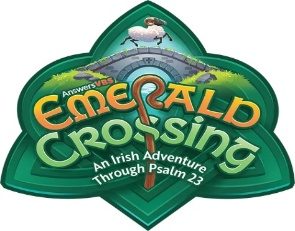 AnswersVBS
EMERALD
CROSSING
An Irish Adventure
Through Psalm 23